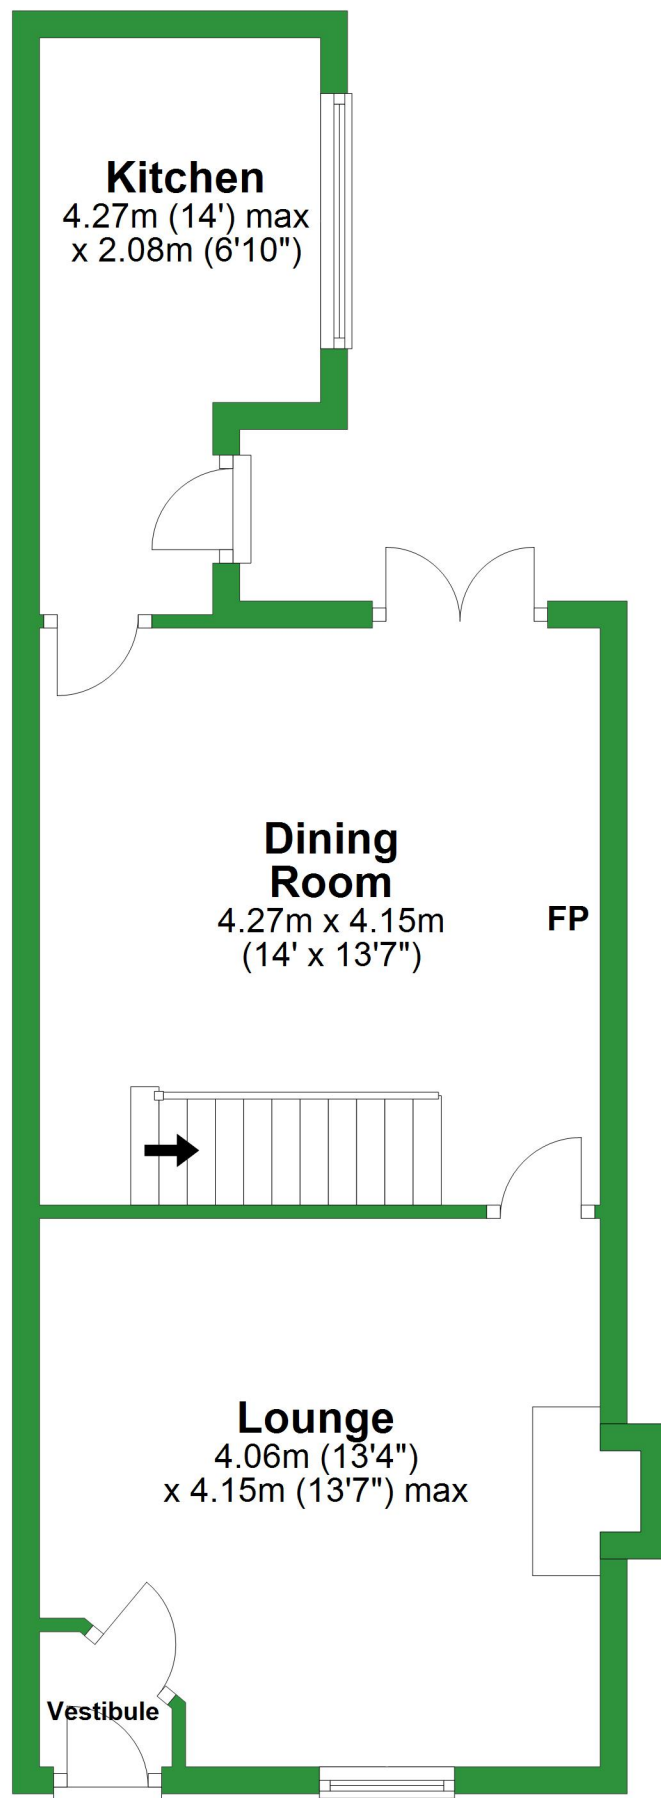 Kitchen
4.27m (14') max
x 2.08m (6'10")
Dining
Room
4.27m x 4.15m
(14' x 13'7")
FP
Lounge
4.06m (13'4")
x 4.15m (13'7") max
Vestibule